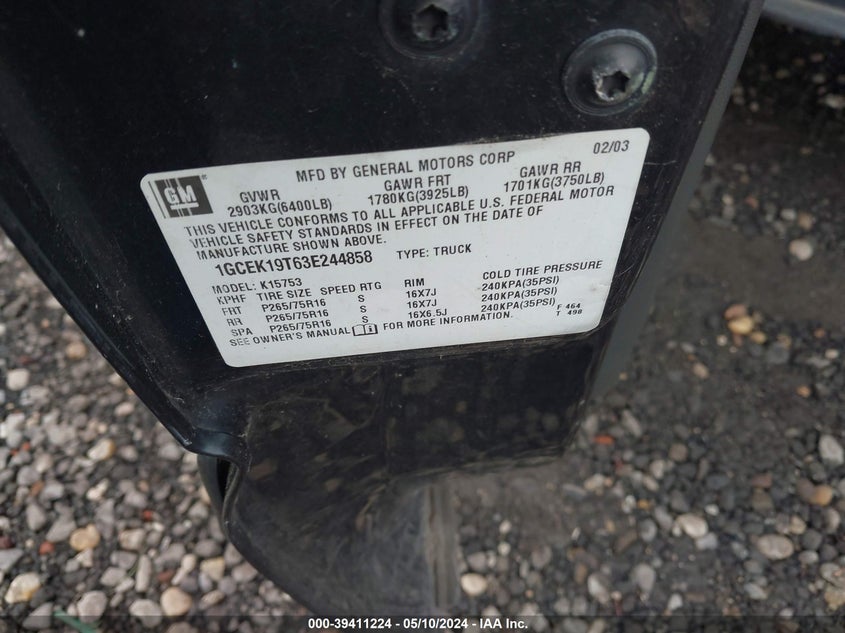 GM
MFD BY GENERAL MOTORS CORP 02/03
GVWR GAWR FRT GAWR RR
2903KG(6400LB) 1780KG(3925LB) 1701KG(3750LB)
THIS VEHICLE CONFORMS TO ALL APPLICABLE U.S. FEDERAL MOTOR
VEHICLE SAFETY STANDARDS IN EFFECT ON THE DATE OF
MANUFACTURE SHOWN ABOVE.
1GCEK19T63E244858 TYPE: TRUCK
MODEL: K15753
KPHF TIRE SIZE SPEED RTG RIM COLD TIRE PRESSURE
FRT P265/75R16 S 16X7J 240KPA(35PSI)
RR P265/75R16 S 16X7J 240KPA(35PSI)
SPA P265/75R16 S 16X6.5J 240KPA(35PSI) F 464
SEE OWNER'S MANUAL FOR MORE INFORMATION. T 498
000-39411224 - 05/10/2024 - IAA Inc.